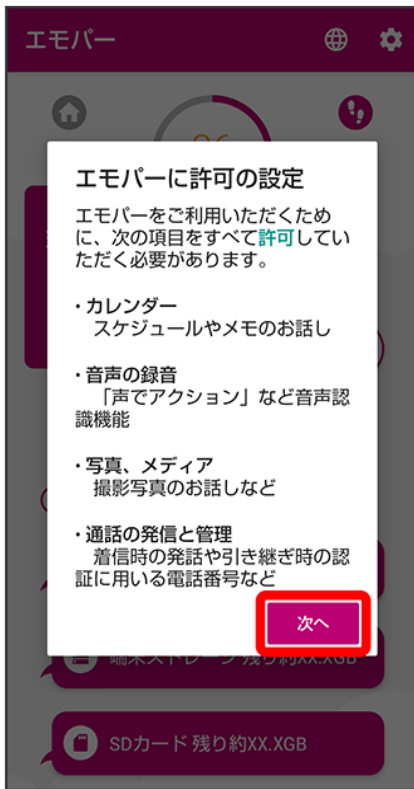 エモパー
エモパーに許可の設定
エモパーをご利用いただくため
に、次の項目をすべて許可してい
ただく必要があります。
・カレンダー
スケジュールやメモのお話し
・音声の録音
「声でアクション」など音声認
識機能
・写真、メディア
撮影写真のお話しなど
・通話の発信と管理
着信時の発話や引き継ぎ時の認
証に用いる電話番号など
次へ
端末ストレージ 残り約XX.XGB
SDカード 残り約XX.XGB